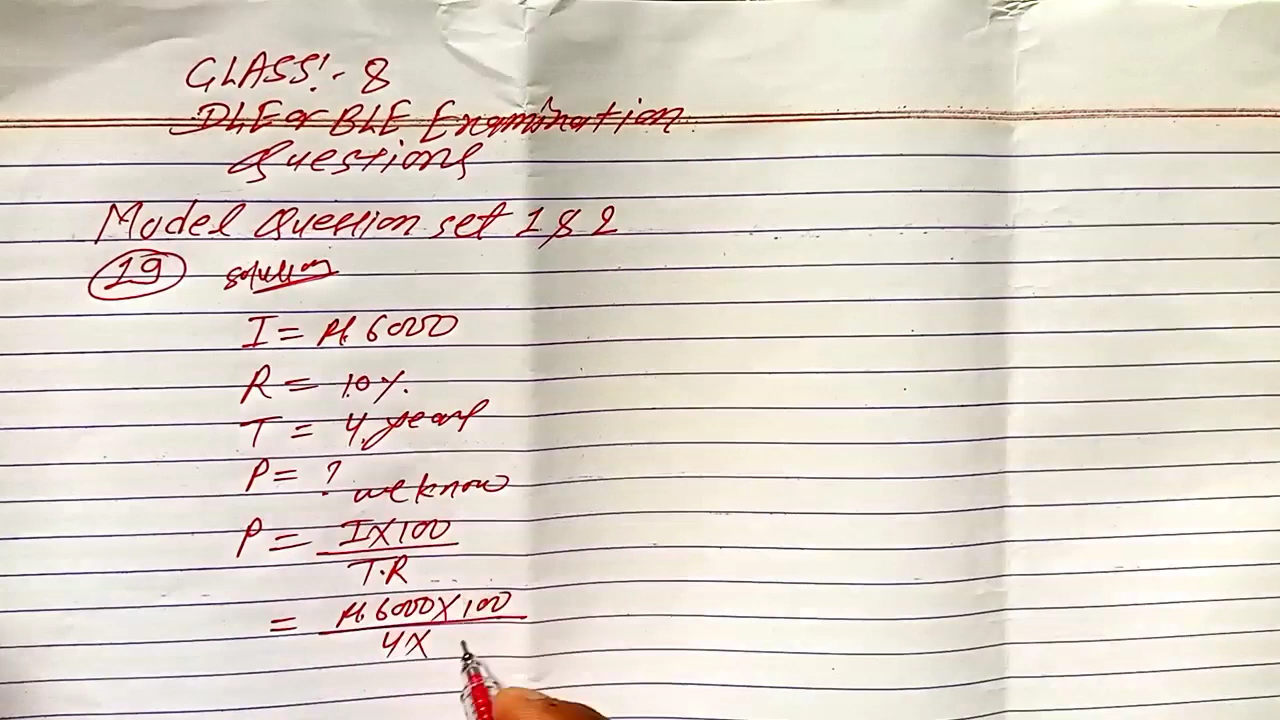 CLASS:- 8
DLE or BLE Examination
Questions
Model Question set 1 & 2
19 solution
I = Rs. 6000
R = 10%.
T = 4 years
P = ?
we know
P = I×100
T.R
= Rs. 6000×100
4×